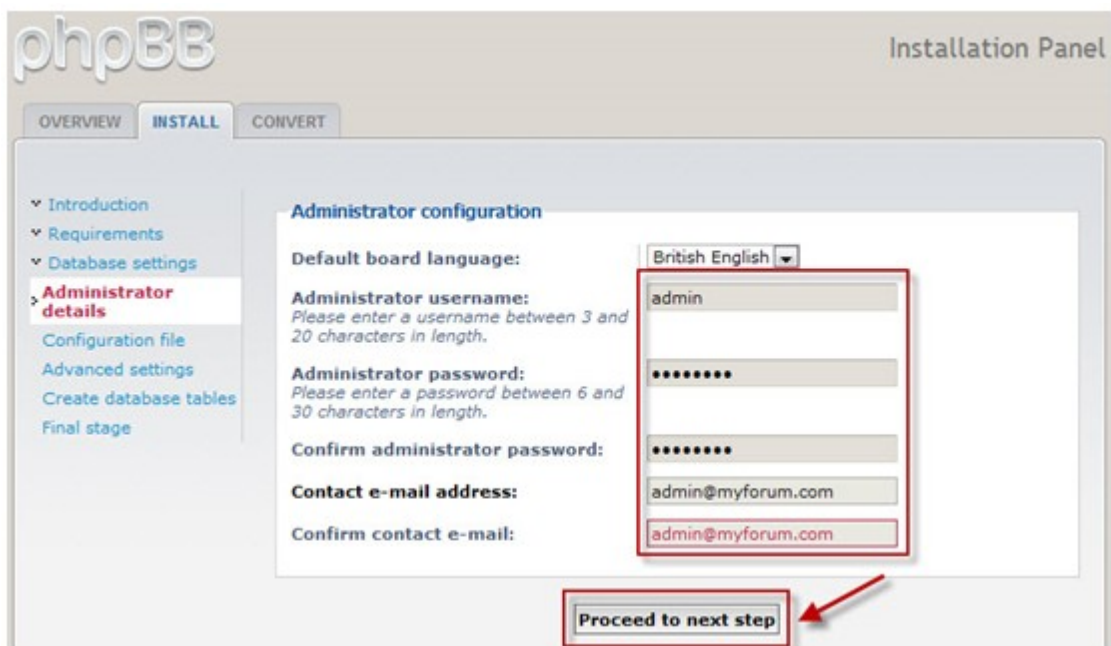 phpBB
Installation Panel
OVERVIEW INSTALL CONVERT
Introduction
Requirements
Database settings
Administrator
details
Configuration file
Advanced settings
Create database tables
Final stage
Administrator configuration
Default board language: British English
Administrator username: admin
Please enter a username between 3 and
20 characters in length.
Administrator password: ••••••••
Please enter a password between 6 and
30 characters in length.
Confirm administrator password: ••••••••
Contact e-mail address: admin@myforum.com
Confirm contact e-mail: admin@myforum.com
Proceed to next step